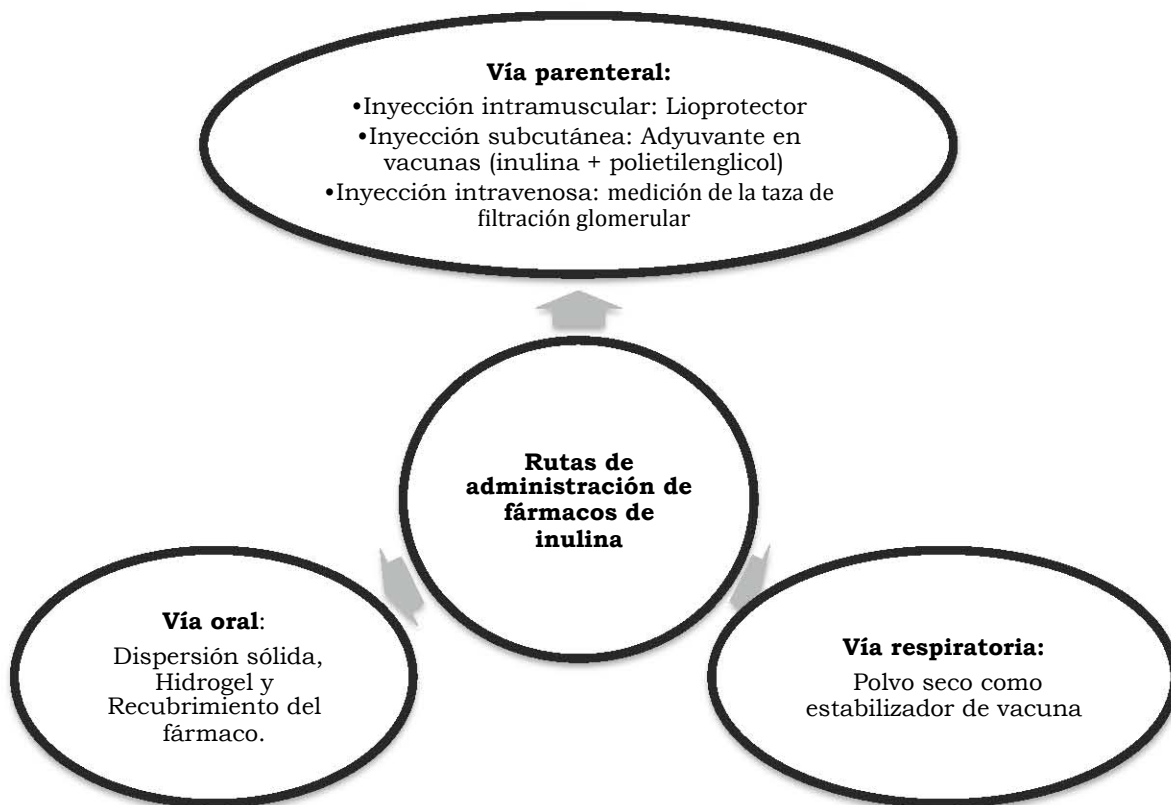 Vía parenteral:
•Inyección intramuscular: Lioprotector
•Inyección subcutánea: Adyuvante en
vacunas (inulina + polietilenglicol)
•Inyección intravenosa: medición de la taza de
filtración glomerular
Rutas de
administración de
fármacos de
inulina
Vía oral:
Dispersión sólida,
Hidrogel y
Recubrimiento del
fármaco.
Vía respiratoria:
Polvo seco como
estabilizador de vacuna